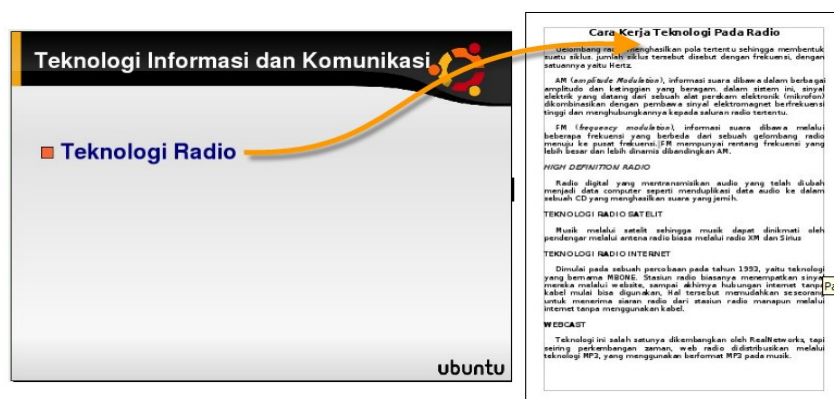 Teknologi Informasi dan Komunikasi
Teknologi Radio
ubuntu
Cara Kerja Teknologi Pada Radio
Gelombang radio menghasilkan pola tertentu sehingga membentuk
suatu siklus. jumlah siklus tersebut disebut dengan frekuensi, dengan
satuannya yaitu Hertz.
AM (amplitude Modulation), informasi suara dibawa dalam berbagai
amplitudo dan ketinggian yang beragam. dalam sistem ini, sinyal
elektrik yang datang dari sebuah alat perekam elektronik (mikrofon)
dikombinasikan dengan pembawa sinyal elektromagnet berfrekuensi
tinggi dan menghubungkannya kepada saluran radio tertentu.
FM (frequency modulation), informasi suara dibawa melalui
beberapa frekuensi yang berbeda dari sebuah gelombang radio
menuju ke pusat frekuensi. FM mempunyai rentang frekuensi yang
lebih besar dan lebih dinamis dibandingkan AM.
HIGH DEFINITION RADIO
Radio digital yang mentransmisikan audio yang telah diubah
menjadi data computer seperti menduplikasi data audio ke dalam
sebuah CD yang menghasilkan suara yang jernih.
TEKNOLOGI RADIO SATELIT
Musik melalui satelit sehingga musik dapat dinikmati oleh
pendengar melalui antena radio biasa melalui radio XM dan Sirius
TEKNOLOGI RADIO INTERNET
Dimulai pada sebuah percobaan pada tahun 1993, yaitu teknologi
yang bernama MBONE. Stasiun radio biasanya menempatkan sinyal
mereka melalui website, sampai akhirnya hubungan internet tanpa
kabel mulai bisa digunakan, Hal tersebut memudahkan seseorang
untuk menerima siaran radio dari stasiun radio manapun melalui
internet tanpa menggunakan kabel.
WEBCAST
Teknologi ini salah satunya dikembangkan oleh RealNetworks, tapi
seiring perkembangan zaman, web radio didistribusikan melalui
teknologi MP3, yang menggunakan berformat MP3 pada musik.